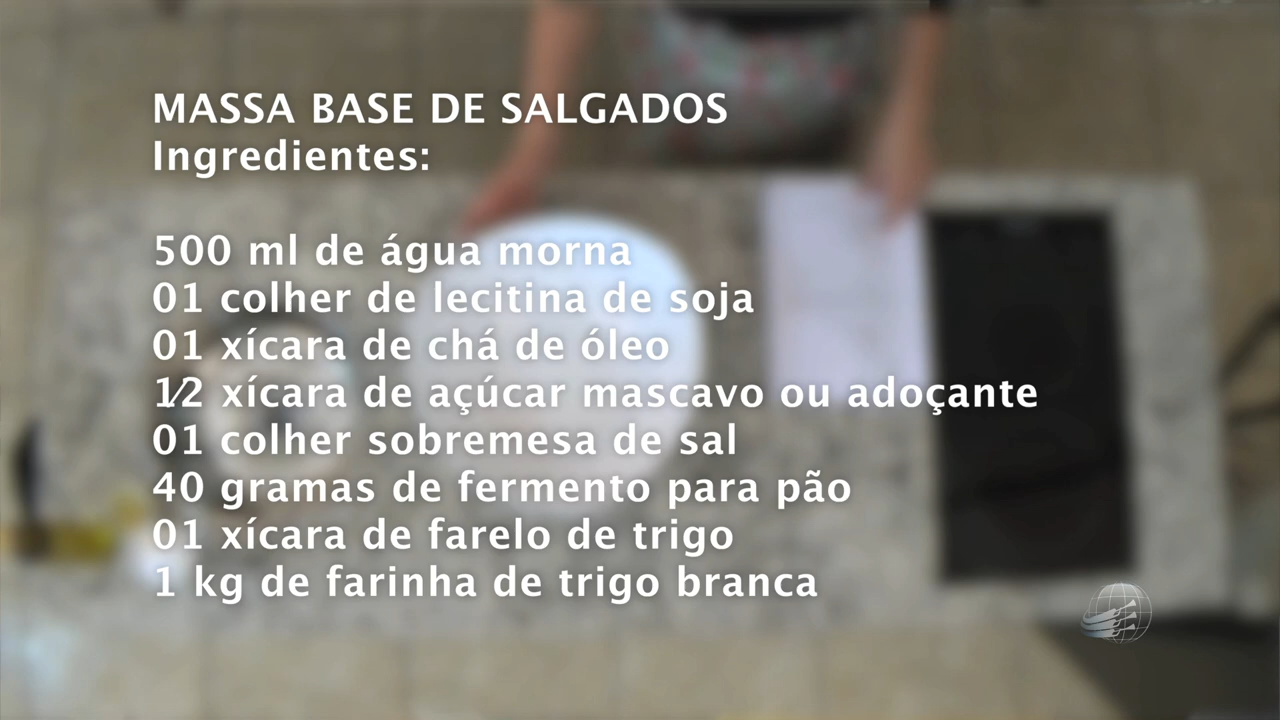 MASSA BASE DE SALGADOS
Ingredientes:
500 ml de água morna
01 colher de lecitina de soja
01 xícara de chá de óleo
1⁄2 xícara de açúcar mascavo ou adoçante
01 colher sobremesa de sal
40 gramas de fermento para pão
01 xícara de farelo de trigo
1 kg de farinha de trigo branca